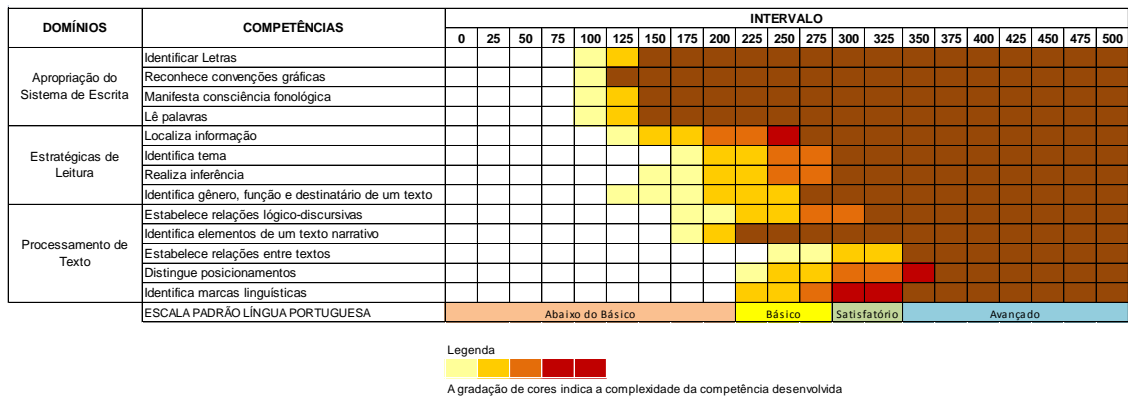 DOMÍNIOS COMPETÊNCIAS INTERVALO
0 25 50 75 100 125 150 175 200 225 250 275 300 325 350 375 400 425 450 475 500
Apropriação do
Sistema de Escrita
Identificar Letras
Reconhece convenções gráficas
Manifesta consciência fonológica
Lê palavras
Estratégicas de
Leitura
Localiza informação
Identifica tema
Realiza inferência
Identifica gênero, função e destinatário de um texto
Processamento de
Texto
Estabelece relações lógico-discursivas
Identifica elementos de um texto narrativo
Estabelece relações entre textos
Distingue posicionamentos
Identifica marcas linguísticas
ESCALA PADRÃO LÍNGUA PORTUGUESA Abaixo do Básico Básico Satisfatório Avançado
Legenda
A gradação de cores indica a complexidade da competência desenvolvida